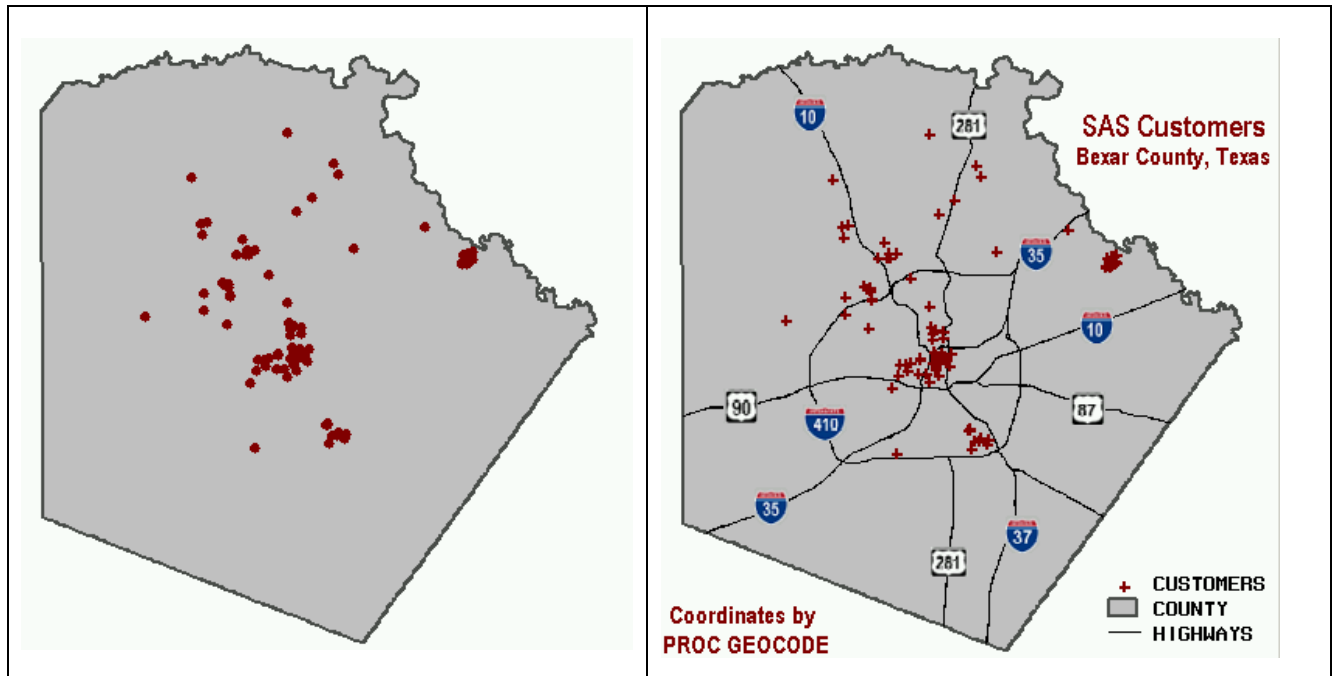 10
281
SAS Customers
Bexar County, Texas
35
10
90
87
410
35
37
281
CUSTOMERS
COUNTY
HIGHWAYS
Coordinates by
PROC GEOCODE